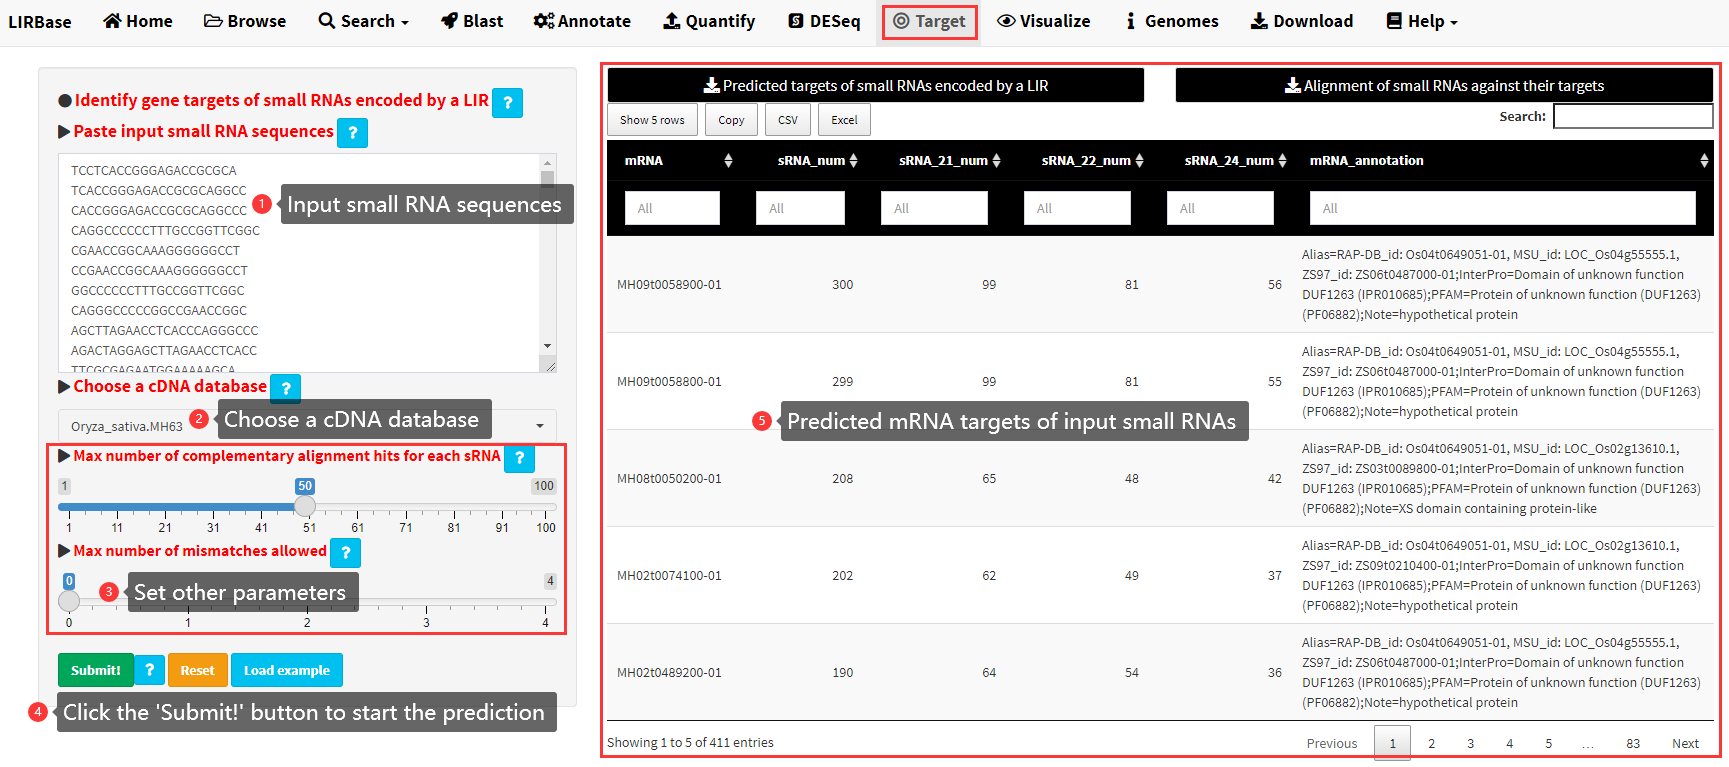 LIRBase Home Browse Search Blast Annotate Quantify DESeq Target Visualize Genomes Download Help
Identify gene targets of small RNAs encoded by a LIR ?
Paste input small RNA sequences ?
TCCTCACCGGGAGACCGCGCA
TCACCGGGAGACCGCGCAGGCC
CACCGGGAGACCGCGCAGGCCC
CAGGCCCCCCTTTGCCGGTTCGGC
CGAACCGGCAAAGGGGGGCCT
CCGAACCGGCAAAGGGGGGCCT
GGCCCCCCTTTGCCGGTTCGGC
CAGGGCCCCCGGCCGAACCGGC
AGCTTAGAACCTCACCCAGGGCCC
AGACTAGGAGCTTAGAACCTCACC
TTCGCGAGAATGGAAAAAGCA
1 Input small RNA sequences
Choose a cDNA database ?
Oryza_sativa.MH63
2 Choose a cDNA database
Max number of complementary alignment hits for each sRNA ?
1 50 100
1 11 21 31 41 51 61 71 81 91 100
Max number of mismatches allowed ?
0 4
3 Set other parameters
0 1 2 3 4
Submit! ? Reset Load example
4 Click the 'Submit!' button to start the prediction
Predicted targets of small RNAs encoded by a LIR
Alignment of small RNAs against their targets
Show 5 rows Copy CSV Excel
Search:
mRNA sRNA_num sRNA_21_num sRNA_22_num sRNA_24_num mRNA_annotation
All All All All All All
MH09t0058900-01 300 99 81 56
Alias=RAP-DB_id: Os04t0649051-01, MSU_id: LOC_Os04g55555.1,
ZS97_id: ZS06t0487000-01;InterPro=Domain of unknown function
DUF1263 (IPR010685);PFAM=Protein of unknown function (DUF1263)
(PF06882);Note=hypothetical protein
MH09t0058800-01 299 99 81 55
Alias=RAP-DB_id: Os04t0649051-01, MSU_id: LOC_Os04g55555.1,
ZS97_id: ZS06t0487000-01;InterPro=Domain of unknown function
DUF1263 (IPR010685);PFAM=Protein of unknown function (DUF1263)
(PF06882);Note=hypothetical protein
5 Predicted mRNA targets of input small RNAs
MH08t0050200-01 208 65 48 42
Alias=RAP-DB_id: Os04t0649051-01, MSU_id: LOC_Os02g13610.1,
ZS97_id: ZS03t0089800-01;InterPro=Domain of unknown function
DUF1263 (IPR010685);PFAM=Protein of unknown function (DUF1263)
(PF06882);Note=XS domain containing protein-like
MH02t0074100-01 202 62 49 37
Alias=RAP-DB_id: Os04t0649051-01, MSU_id: LOC_Os02g13610.1,
ZS97_id: ZS09t0210400-01;InterPro=Domain of unknown function
DUF1263 (IPR010685);PFAM=Protein of unknown function (DUF1263)
(PF06882);Note=hypothetical protein
MH02t0489200-01 190 64 54 36
Alias=RAP-DB_id: Os04t0649051-01, MSU_id: LOC_Os04g55555.1,
ZS97_id: ZS06t0487000-01;InterPro=Domain of unknown function
DUF1263 (IPR010685);PFAM=Protein of unknown function (DUF1263)
(PF06882);Note=hypothetical protein
Showing 1 to 5 of 411 entries
Previous 1 2 3 4 5 … 83 Next